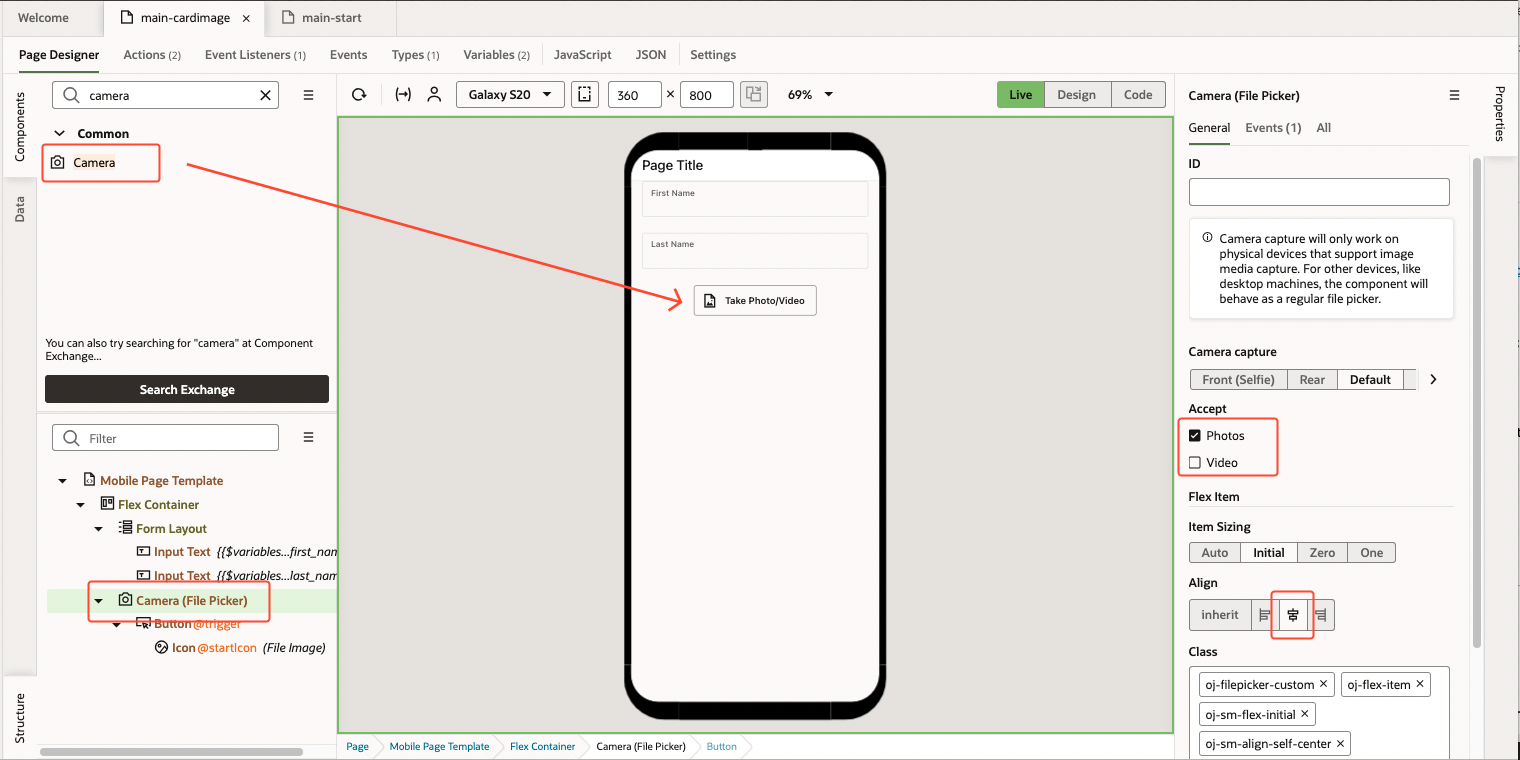 Welcome
main-cardimage ×
main-start
Page Designer
Actions (2)
Event Listeners (1)
Events
Types (1)
Variables (2)
JavaScript
JSON
Settings
Components
Data
Structure
camera
Common
Camera
You can also try searching for "camera" at Component
Exchange...
Search Exchange
Filter
Mobile Page Template
Flex Container
Form Layout
Input Text {{$variables...first_nam
Input Text {{$variables...last_nam
Camera (File Picker)
Button @trigger
Icon @startIcon (File Image)
Galaxy S20
360 × 800
69%
Live
Design
Code
Page Title
First Name
Last Name
Take Photo/Video
Page
Mobile Page Template
Flex Container
Camera (File Picker)
Button
Properties
Camera (File Picker)
General
Events (1)
All
ID
Camera capture will only work on
physical devices that support image
media capture. For other devices, like
desktop machines, the component will
behave as a regular file picker.
Camera capture
Front (Selfie)
Rear
Default
Accept
Photos
Video
Flex Item
Item Sizing
Auto
Initial
Zero
One
Align
inherit
Class
oj-filepicker-custom ×
oj-flex-item ×
oj-sm-flex-initial ×
oj-sm-align-self-center ×